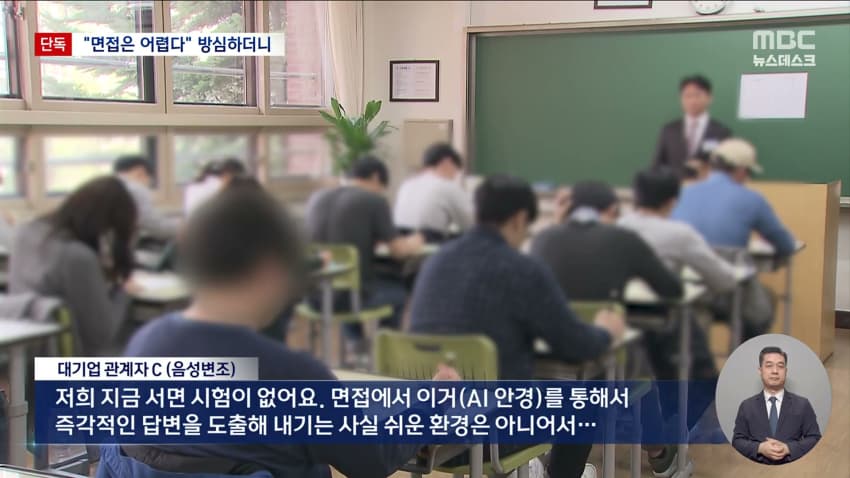 단독 "면접은 어렵다" 방심하더니
MBC
뉴스데스크
대기업 관계자 C (음성변조)
저희 지금 서면 시험이 없어요. 면접에서 이거(AI 안경)를 통해서
즉각적인 답변을 도출해 내기는 사실 쉬운 환경은 아니어서…